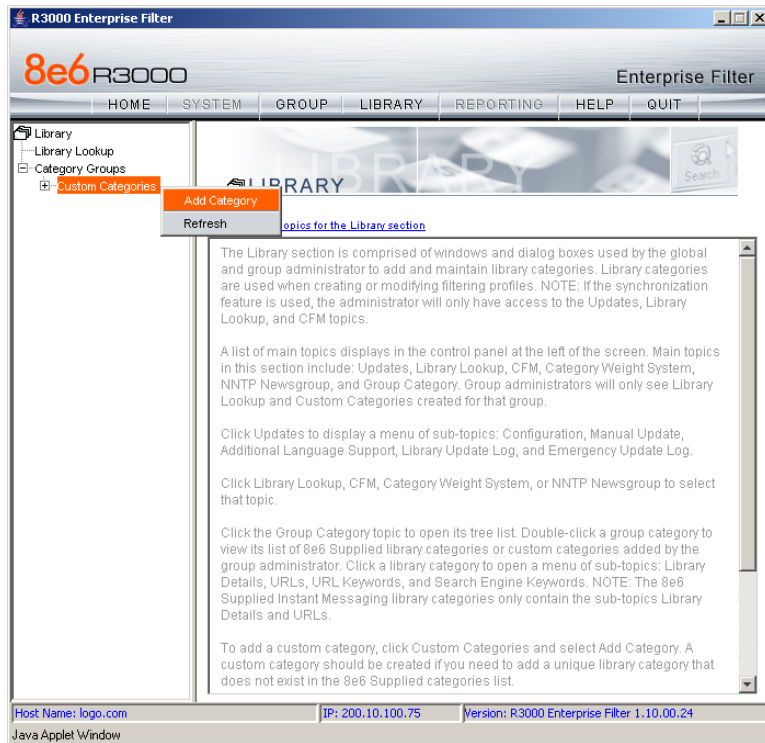 R3000 Enterprise Filter
8e6 R3000
Enterprise Filter
HOME SYSTEM GROUP LIBRARY REPORTING HELP QUIT
Library
Library Lookup
Category Groups
Custom Categories
Add Category
Refresh
LIBRARY
LIBRARY
Search
opics for the Library section
The Library section is comprised of windows and dialog boxes used by the global
and group administrator to add and maintain library categories. Library categories
are used when creating or modifying filtering profiles. NOTE: If the synchronization
feature is used, the administrator will only have access to the Updates, Library
Lookup, and CFM topics.
A list of main topics displays in the control panel at the left of the screen. Main topics
in this section include: Updates, Library Lookup, CFM, Category Weight System,
NNTP Newsgroup, and Group Category. Group administrators will only see Library
Lookup and Custom Categories created for that group.
Click Updates to display a menu of sub-topics: Configuration, Manual Update,
Additional Language Support, Library Update Log, and Emergency Update Log.
Click Library Lookup, CFM, Category Weight System, or NNTP Newsgroup to select
that topic.
Click the Group Category topic to open its tree list. Double-click a group category to
view its list of 8e6 Supplied library categories or custom categories added by the
group administrator. Click a library category to open a menu of sub-topics: Library
Details, URLs, URL Keywords, and Search Engine Keywords. NOTE: The 8e6
Supplied Instant Messaging library categories only contain the sub-topics Library
Details and URLs.
To add a custom category, click Custom Categories and select Add Category. A
custom category should be created if you need to add a unique library category that
does not exist in the 8e6 Supplied categories list.
Host Name: logo.com
IP: 200.10.100.75
Version: R3000 Enterprise Filter 1.10.00.24
Java Applet Window